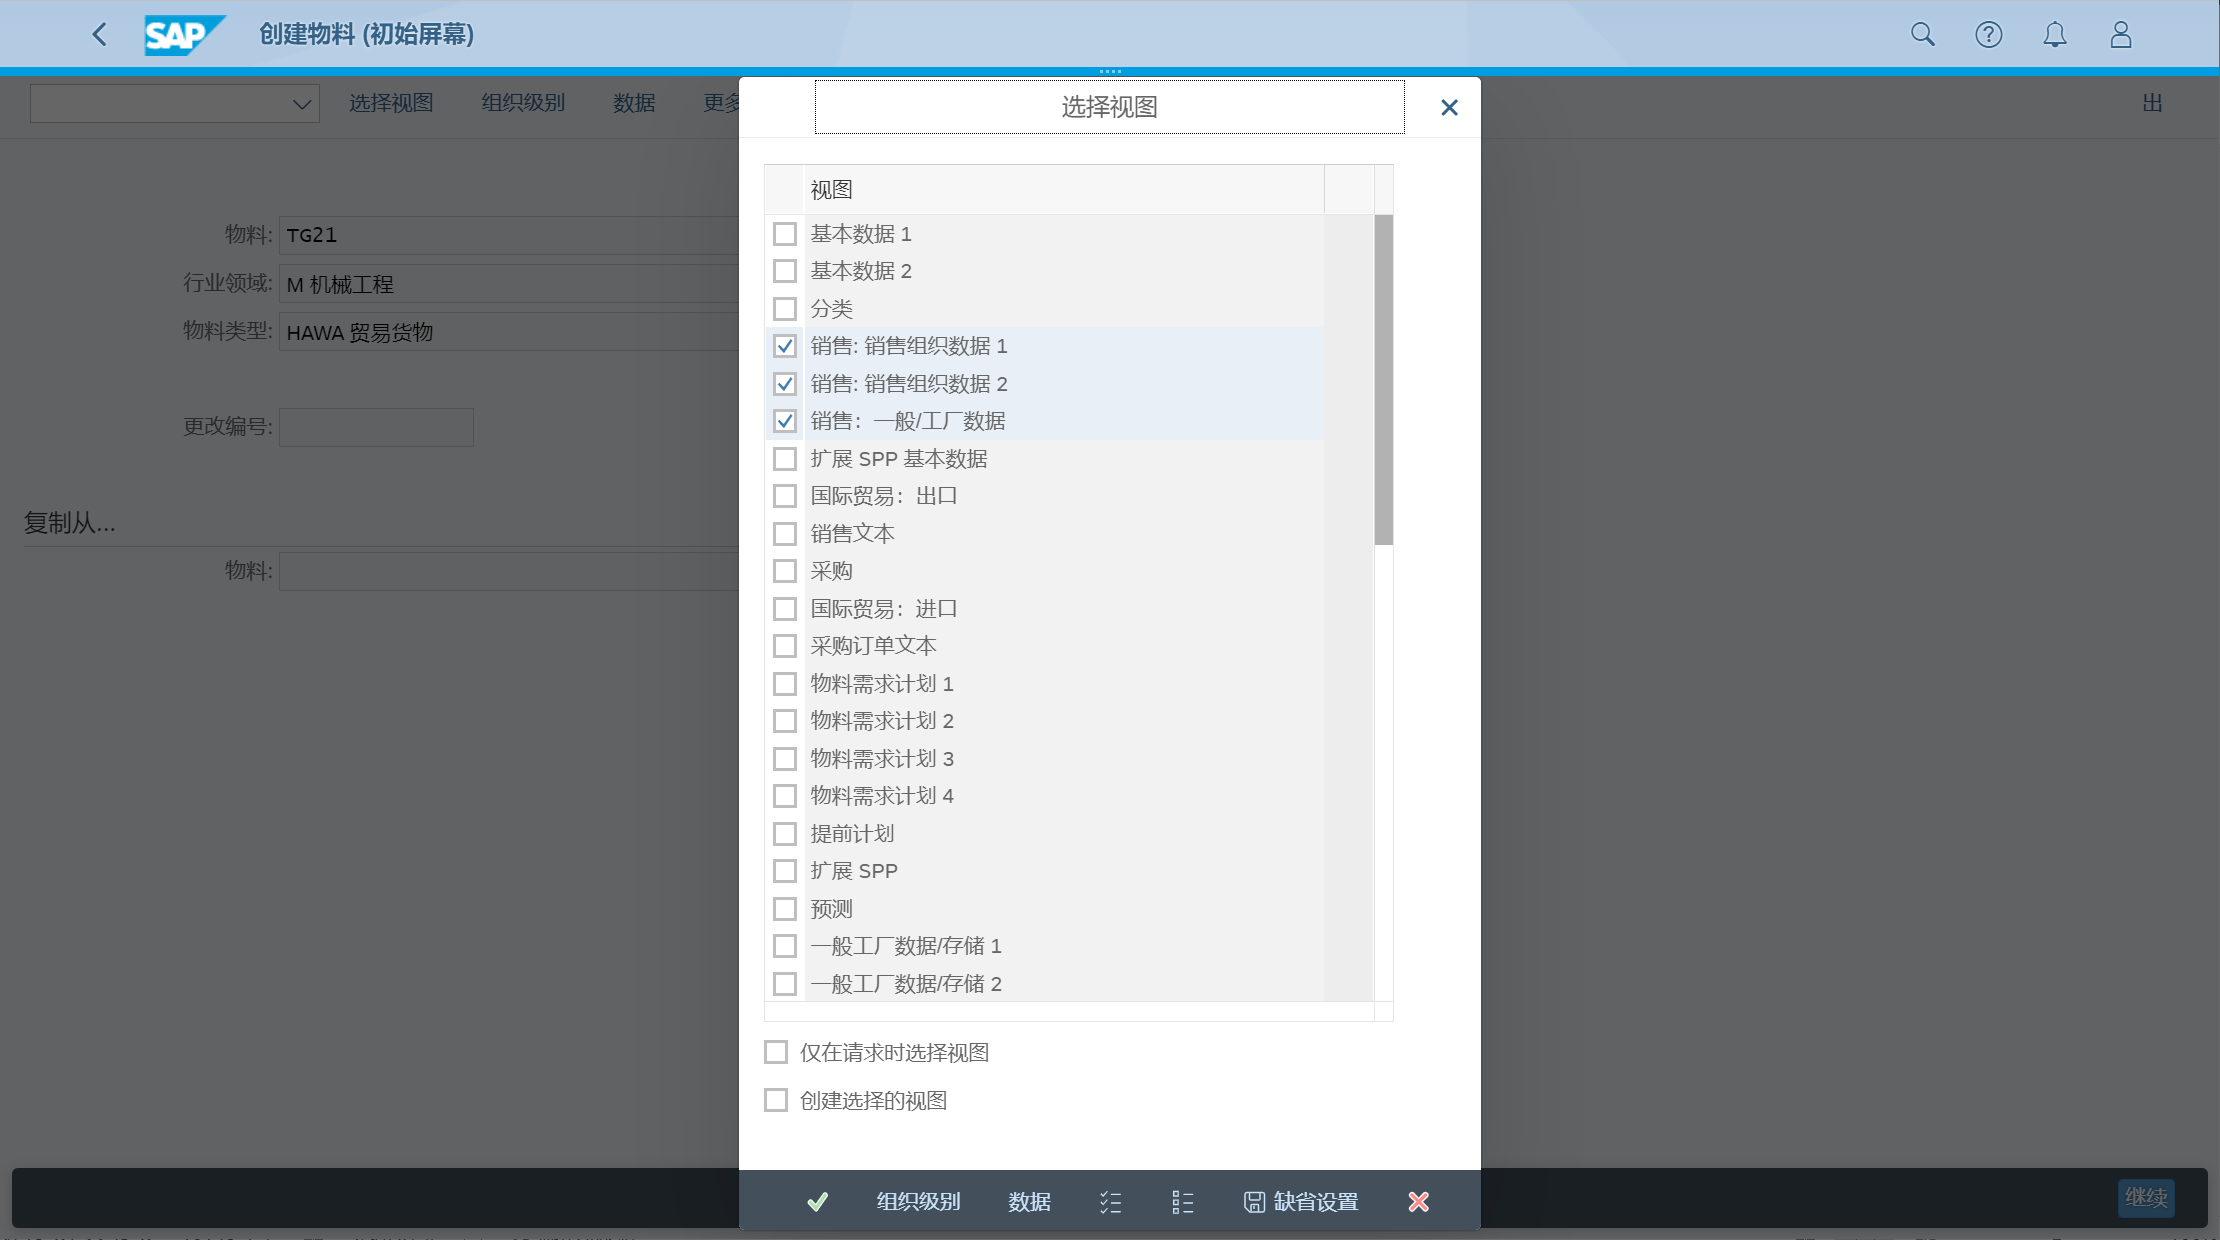 SAP 创建物料 (初始屏幕)
选择视图 组织级别 数据 更多 出
选择视图
物料: TG21
行业领域: M 机械工程
物料类型: HAWA 贸易货物
更改编号:
复制从...
物料:
视图
基本数据 1
基本数据 2
分类
销售: 销售组织数据 1
销售: 销售组织数据 2
销售：一般/工厂数据
扩展 SPP 基本数据
国际贸易：出口
销售文本
采购
国际贸易：进口
采购订单文本
物料需求计划 1
物料需求计划 2
物料需求计划 3
物料需求计划 4
提前计划
扩展 SPP
预测
一般工厂数据/存储 1
一般工厂数据/存储 2
仅在请求时选择视图
创建选择的视图
组织级别 数据 缺省设置
继续